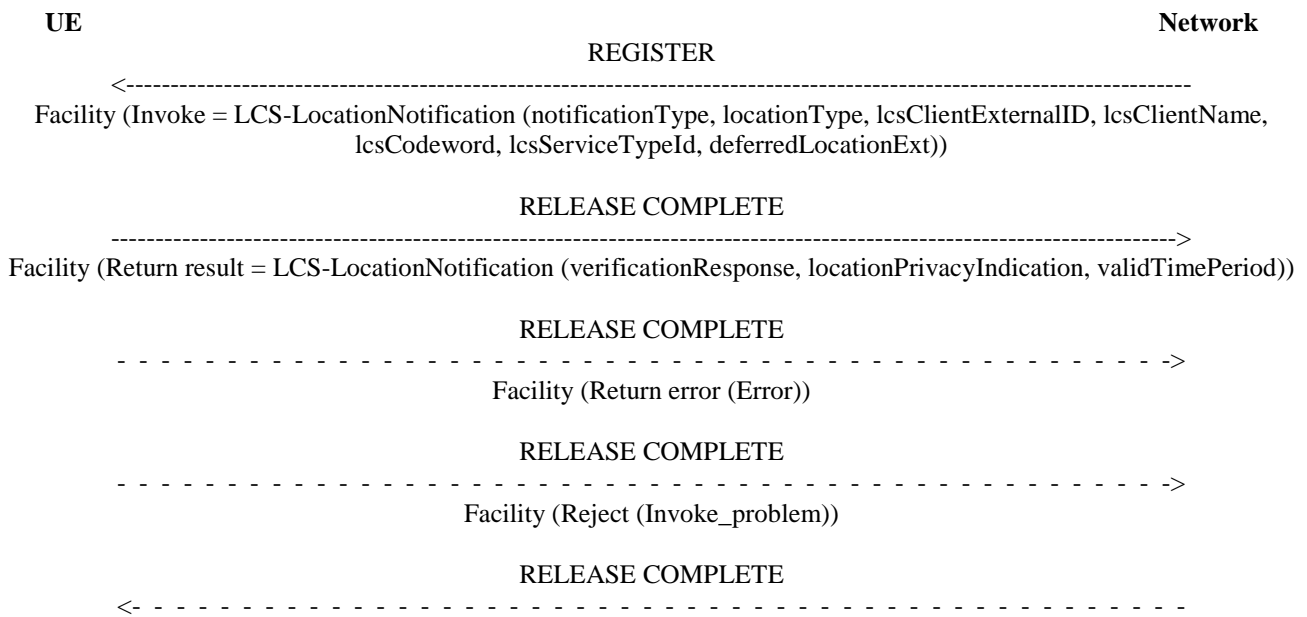 UE Network
REGISTER
<------------------------------------------------------------------------------------------------------------------------
Facility (Invoke = LCS-LocationNotification (notificationType, locationType, lcsClientExternalID, lcsClientName,
lcsCodeword, lcsServiceTypeId, deferredLocationExt))
RELEASE COMPLETE
------------------------------------------------------------------------------------------------------------------------>
Facility (Return result = LCS-LocationNotification (verificationResponse, locationPrivacyIndication, validTimePeriod))
RELEASE COMPLETE
- - - - - - - - - - - - - - - - - - - - - - - - - - - - - - - - - - - - - - - - - - - - - - - ->
Facility (Return error (Error))
RELEASE COMPLETE
- - - - - - - - - - - - - - - - - - - - - - - - - - - - - - - - - - - - - - - - - - - - - - - ->
Facility (Reject (Invoke_problem))
RELEASE COMPLETE
<- - - - - - - - - - - - - - - - - - - - - - - - - - - - - - - - - - - - - - - - - - - - - - - -